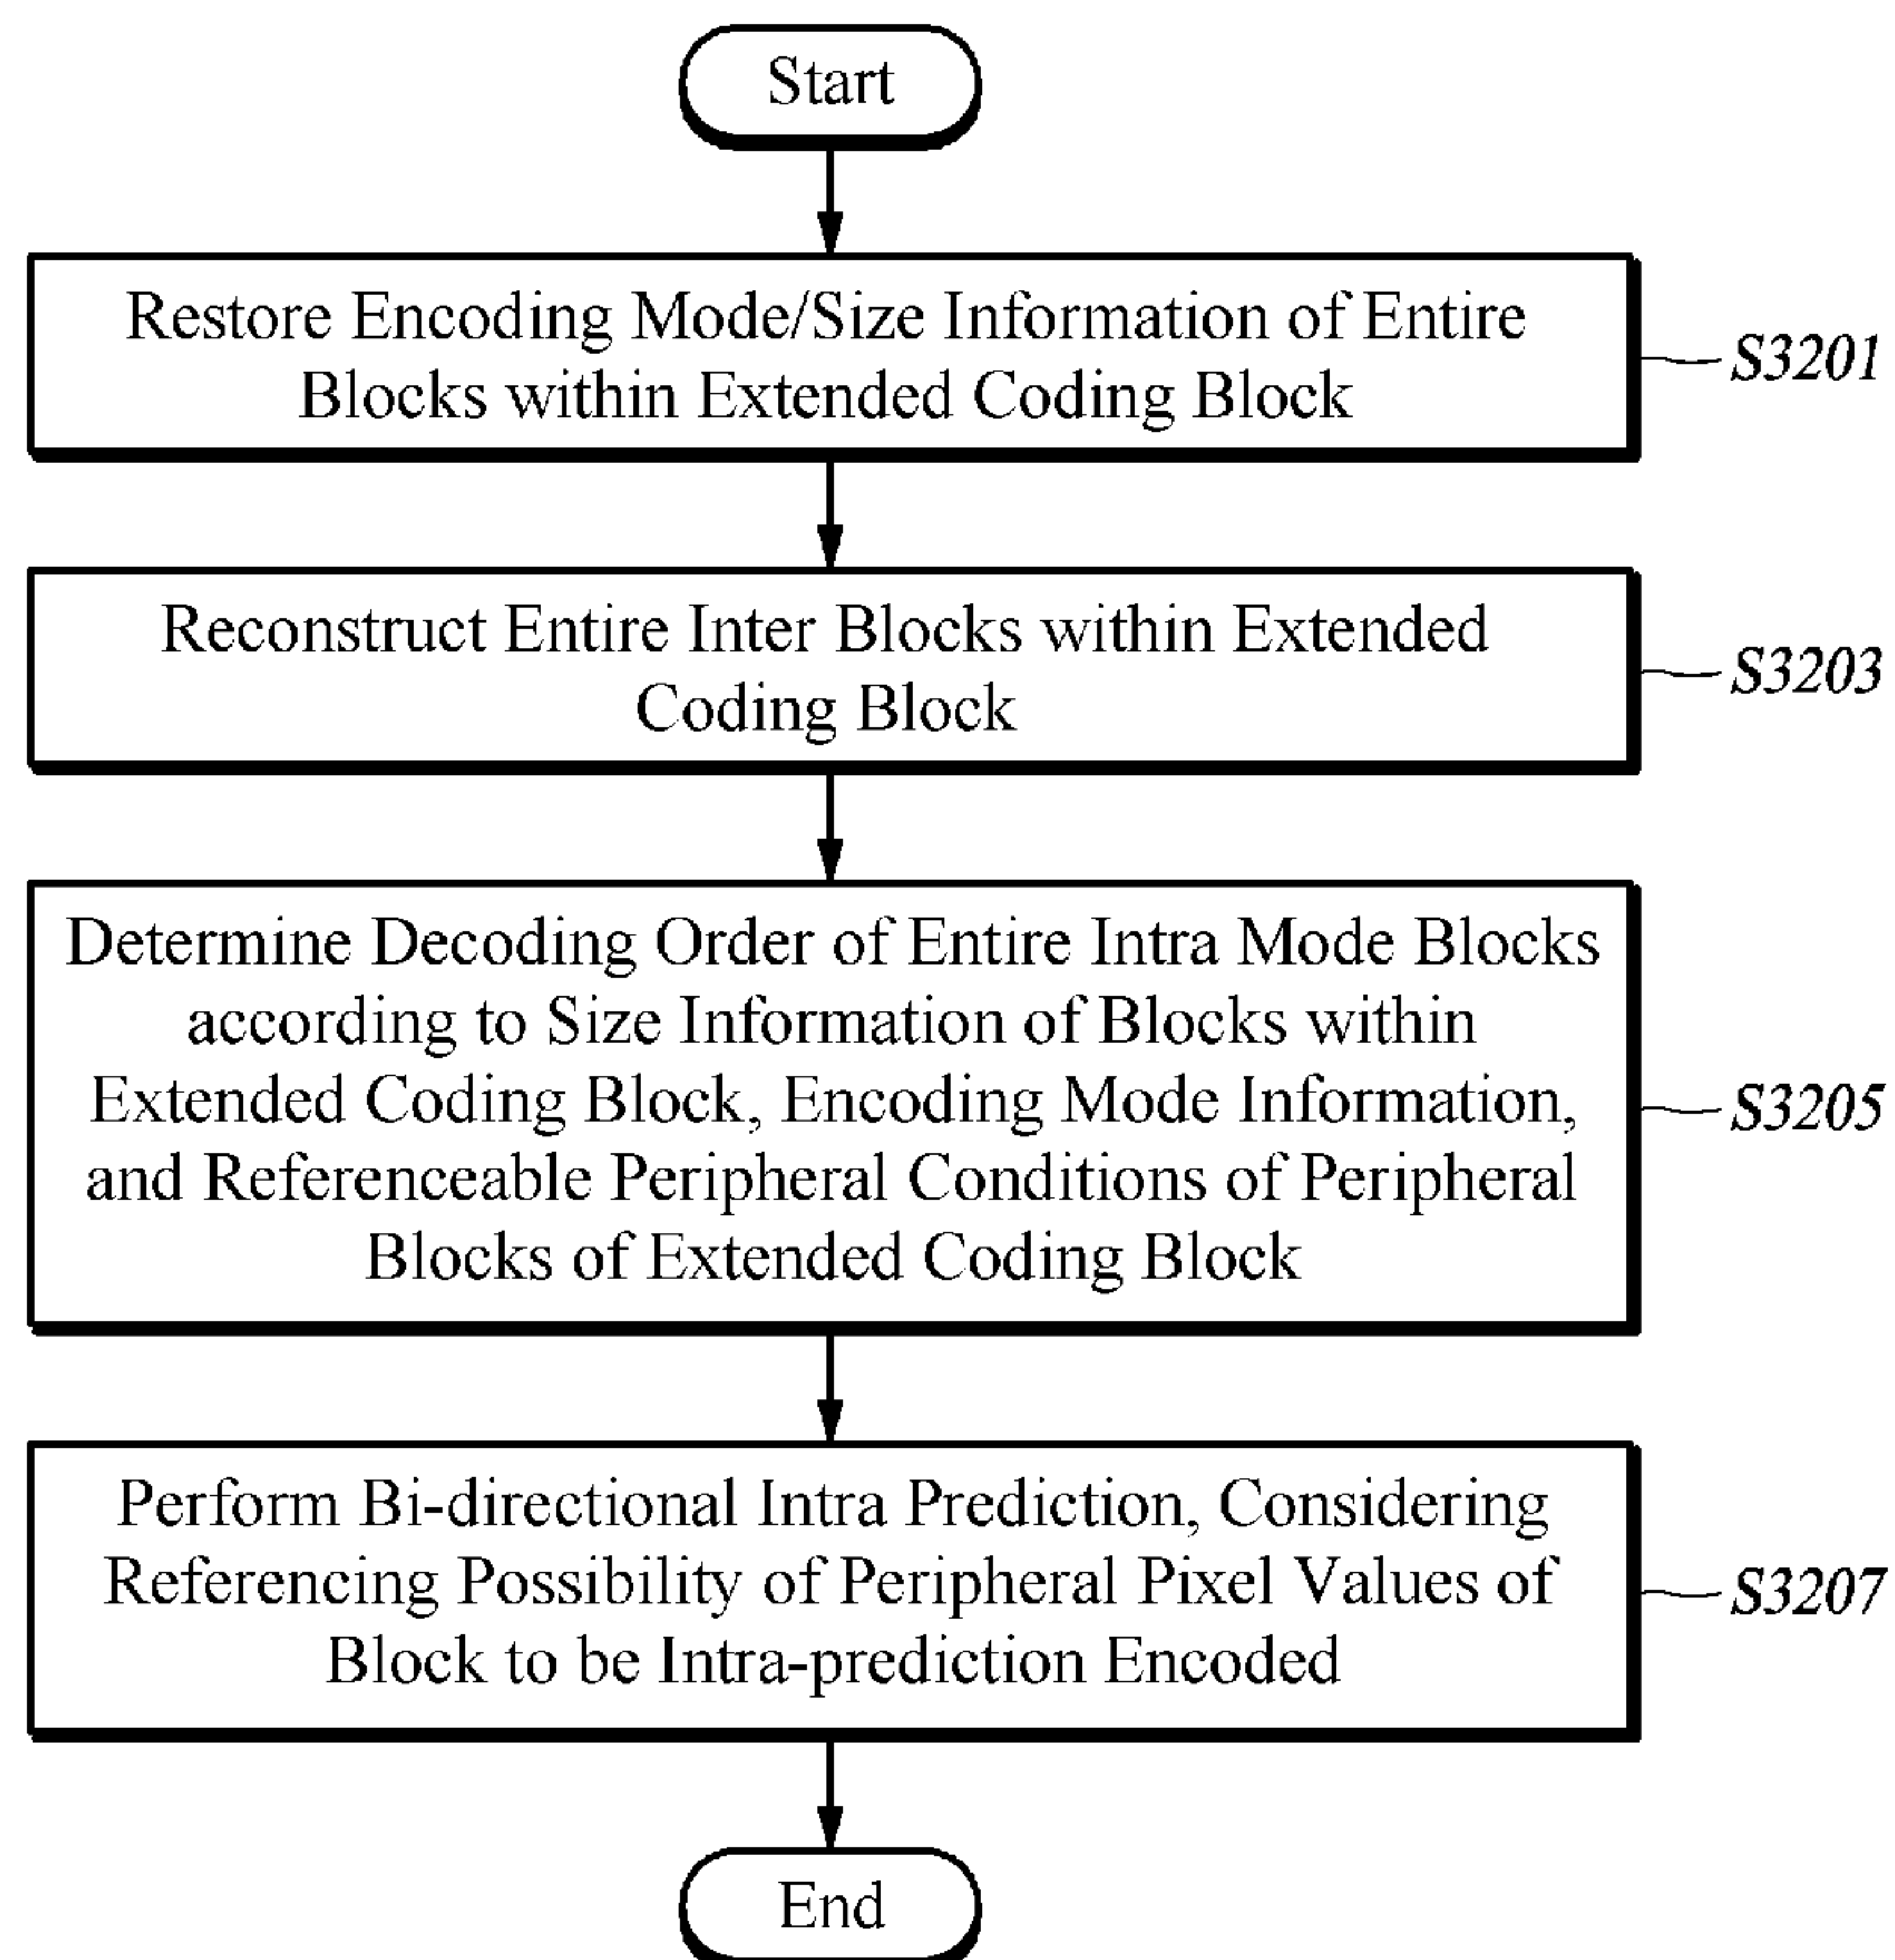 Start
Restore Encoding Mode/Size Information of Entire
Blocks within Extended Coding Block
S3201
Reconstruct Entire Inter Blocks within Extended
Coding Block
S3203
Determine Decoding Order of Entire Intra Mode Blocks
according to Size Information of Blocks within
Extended Coding Block, Encoding Mode Information,
and Referenceable Peripheral Conditions of Peripheral
Blocks of Extended Coding Block
S3205
Perform Bi-directional Intra Prediction, Considering
Referencing Possibility of Peripheral Pixel Values of
Block to be Intra-prediction Encoded
S3207
End